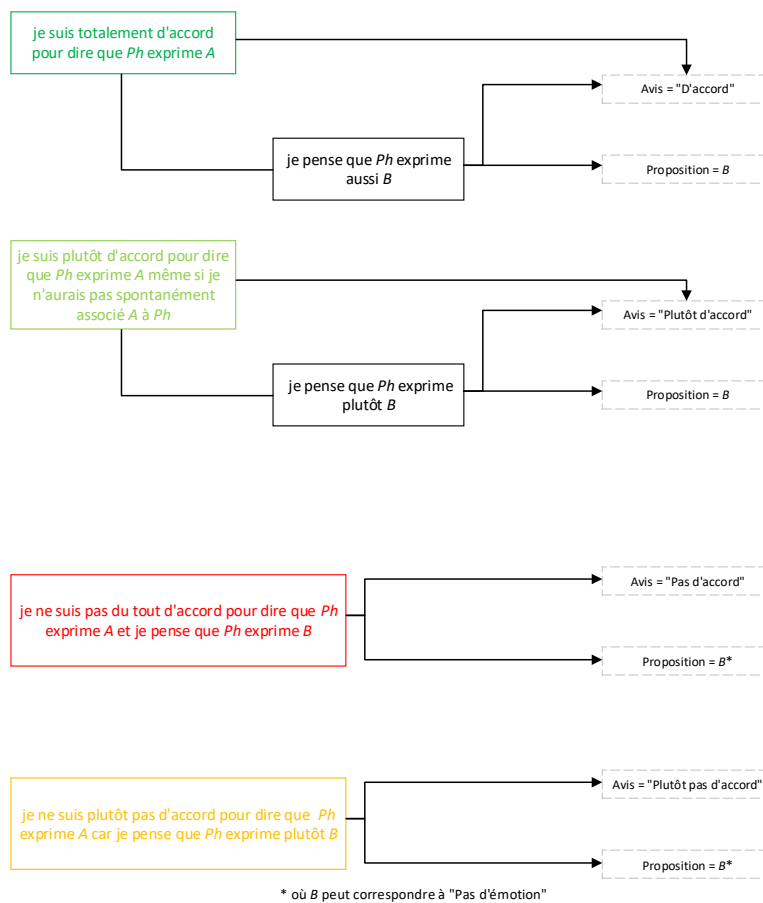 je suis totalement d'accord
pour dire que Ph exprime A
Avis = "D'accord"
je pense que Ph exprime
aussi B
Proposition = B
je suis plutôt d'accord pour dire
que Ph exprime A même si je
n'aurais pas spontanément
associé A à Ph
Avis = "Plutôt d'accord"
je pense que Ph exprime
plutôt B
Proposition = B
je ne suis pas du tout d'accord pour dire que Ph
exprime A et je pense que Ph exprime B
Avis = "Pas d'accord"
Proposition = B*
je ne suis plutôt pas d'accord pour dire que Ph
exprime A car je pense que Ph exprime plutôt B
Avis = "Plutôt pas d'accord"
Proposition = B*
* où B peut correspondre à "Pas d'émotion"